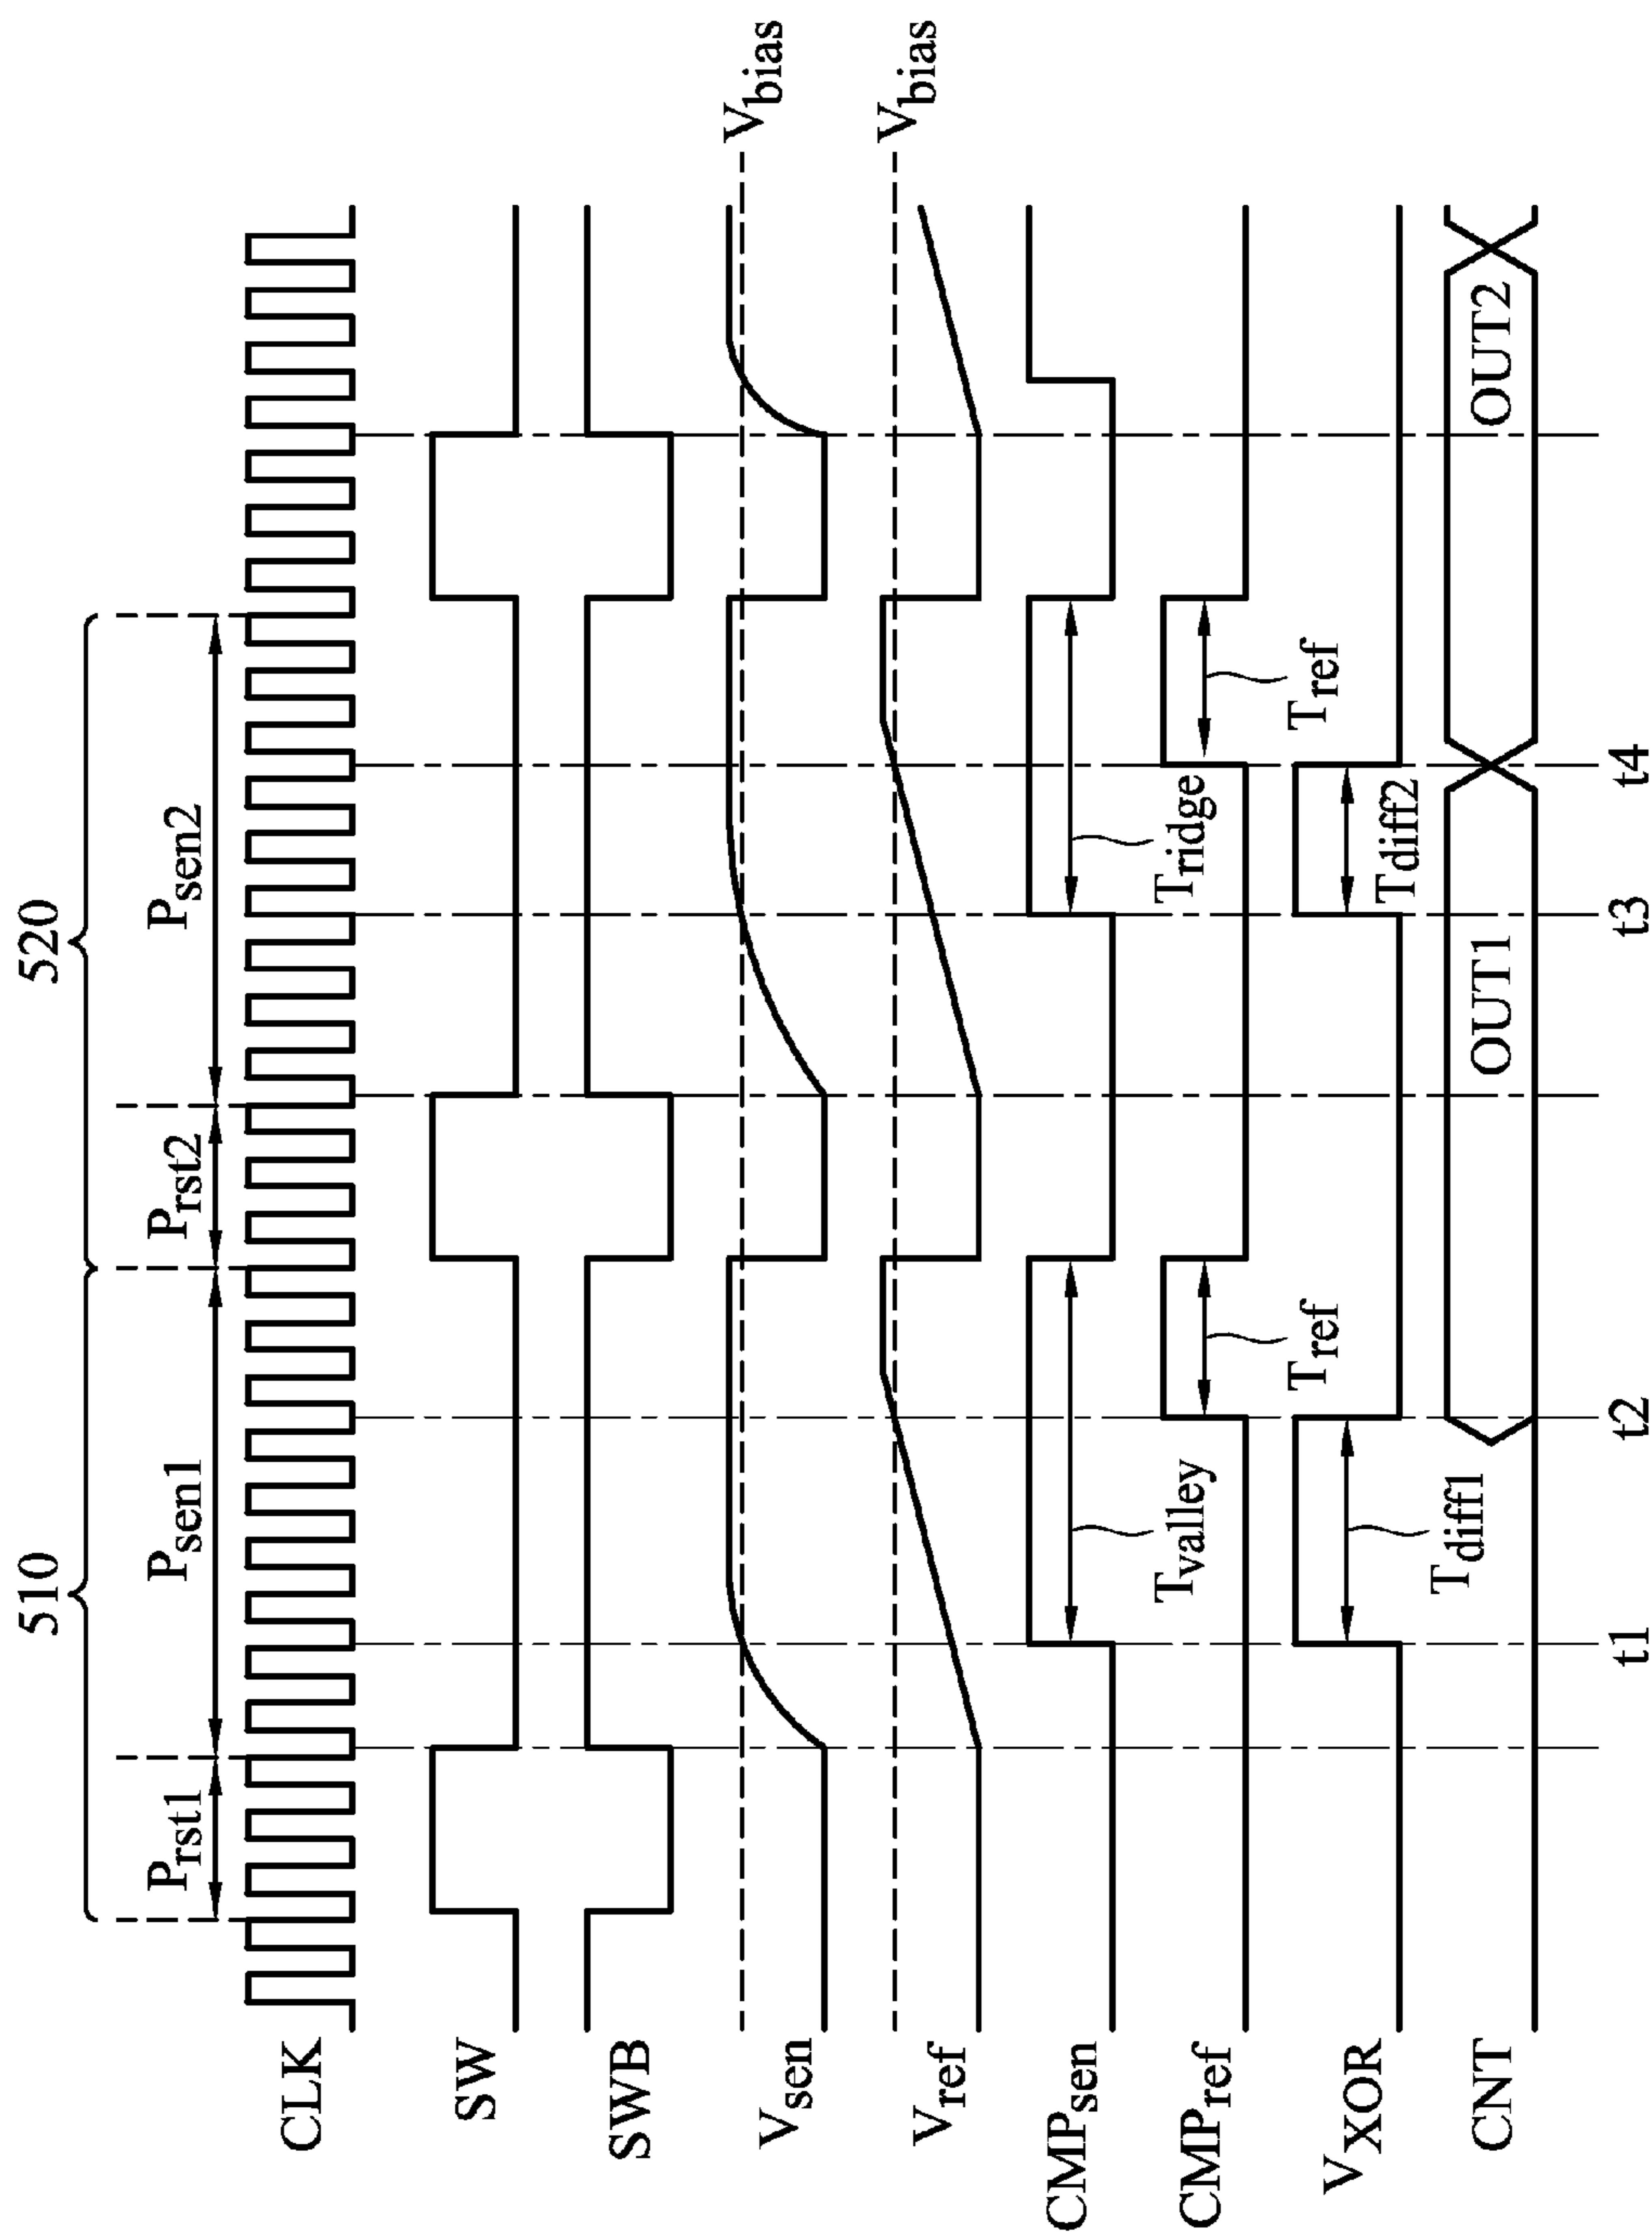 510
520
P_rst1
P_sen1
P_rst2
P_sen2
CLK
SW
SWB
V_sen
V_bias
V_ref
V_bias
CMP_sen
T_valley
T_ridge
CMP_ref
T_ref
T_ref
V_XOR
T_diff1
T_diff2
CNT
OUT1
OUT2
t1
t2
t3
t4